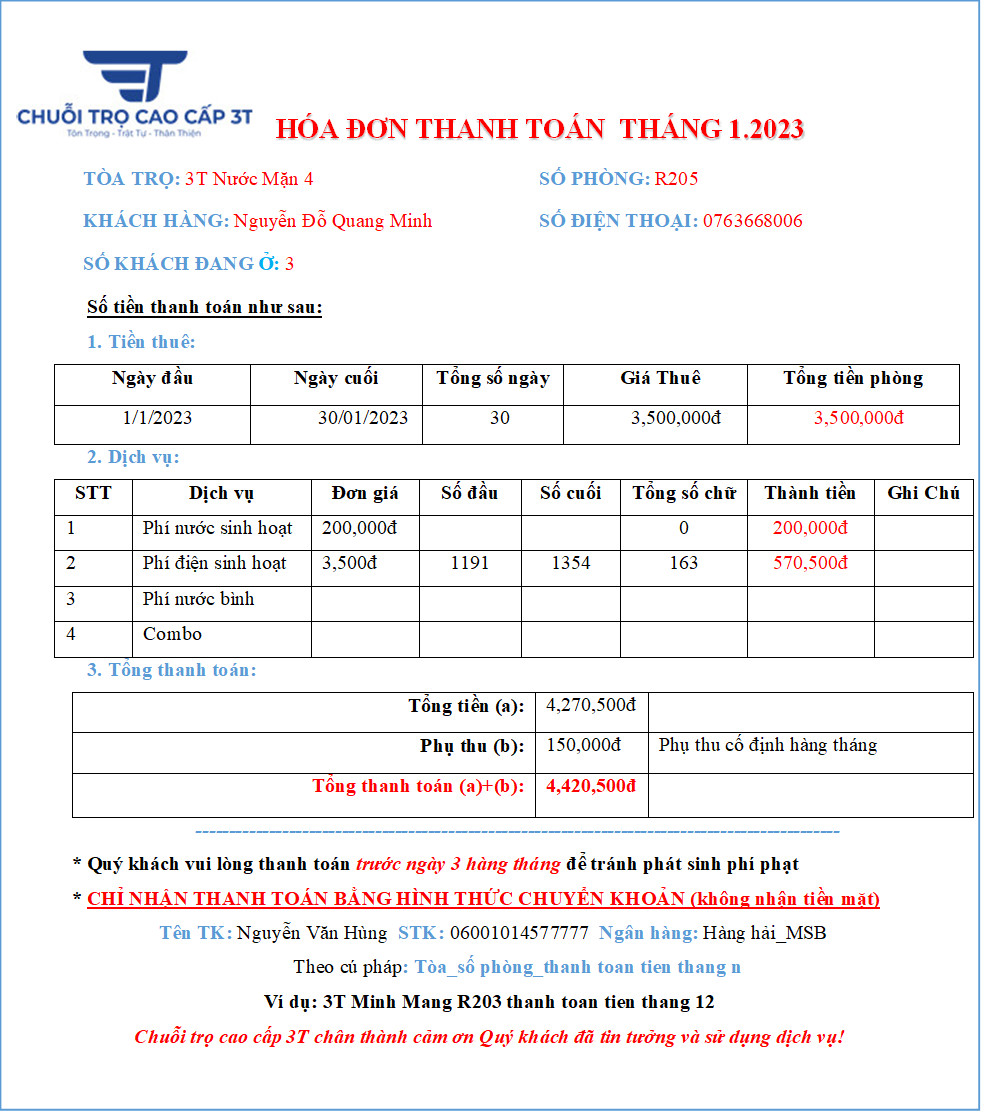 CHUỖI TRỌ CAO CẤP 3T
Tôn Trọng - Trật Tự - Thân Thiện
HÓA ĐƠN THANH TOÁN THÁNG 1.2023
TÒA TRỌ: 3T Nước Mặn 4 SỐ PHÒNG: R205
KHÁCH HÀNG: Nguyễn Đỗ Quang Minh SỐ ĐIỆN THOẠI: 0763668006
SỐ KHÁCH ĐANG Ở: 3
Số tiền thanh toán như sau:
1. Tiền thuê:
Ngày đầu Ngày cuối Tổng số ngày Giá Thuê Tổng tiền phòng
1/1/2023 30/01/2023 30 3,500,000đ 3,500,000đ
2. Dịch vụ:
STT Dịch vụ Đơn giá Số đầu Số cuối Tổng số chữ Thành tiền Ghi Chú
1 Phí nước sinh hoạt 200,000đ 0 200,000đ
2 Phí điện sinh hoạt 3,500đ 1191 1354 163 570,500đ
3 Phí nước bình
4 Combo
3. Tổng thanh toán:
Tổng tiền (a): 4,270,500đ
Phụ thu (b): 150,000đ Phụ thu cố định hàng tháng
Tổng thanh toán (a)+(b): 4,420,500đ
* Quý khách vui lòng thanh toán trước ngày 3 hàng tháng để tránh phát sinh phí phạt
* CHỈ NHẬN THANH TOÁN BẰNG HÌNH THỨC CHUYỂN KHOẢN (không nhận tiền mặt)
Tên TK: Nguyễn Văn Hùng STK: 06001014577777 Ngân hàng: Hàng hải_MSB
Theo cú pháp: Tòa_số phòng_thanh toan tien thang n
Ví dụ: 3T Minh Mang R203 thanh toan tien thang 12
Chuỗi trọ cao cấp 3T chân thành cảm ơn Quý khách đã tin tưởng và sử dụng dịch vụ!